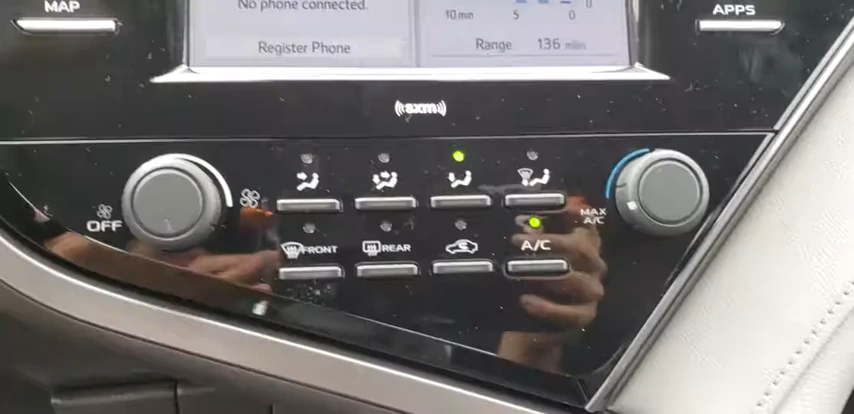 MAP
No phone connected.
Register Phone
10 min 5 0
0
Range 136 miles
APPS
sxm
OFF
MAX
A/C
FRONT
REAR
A/C